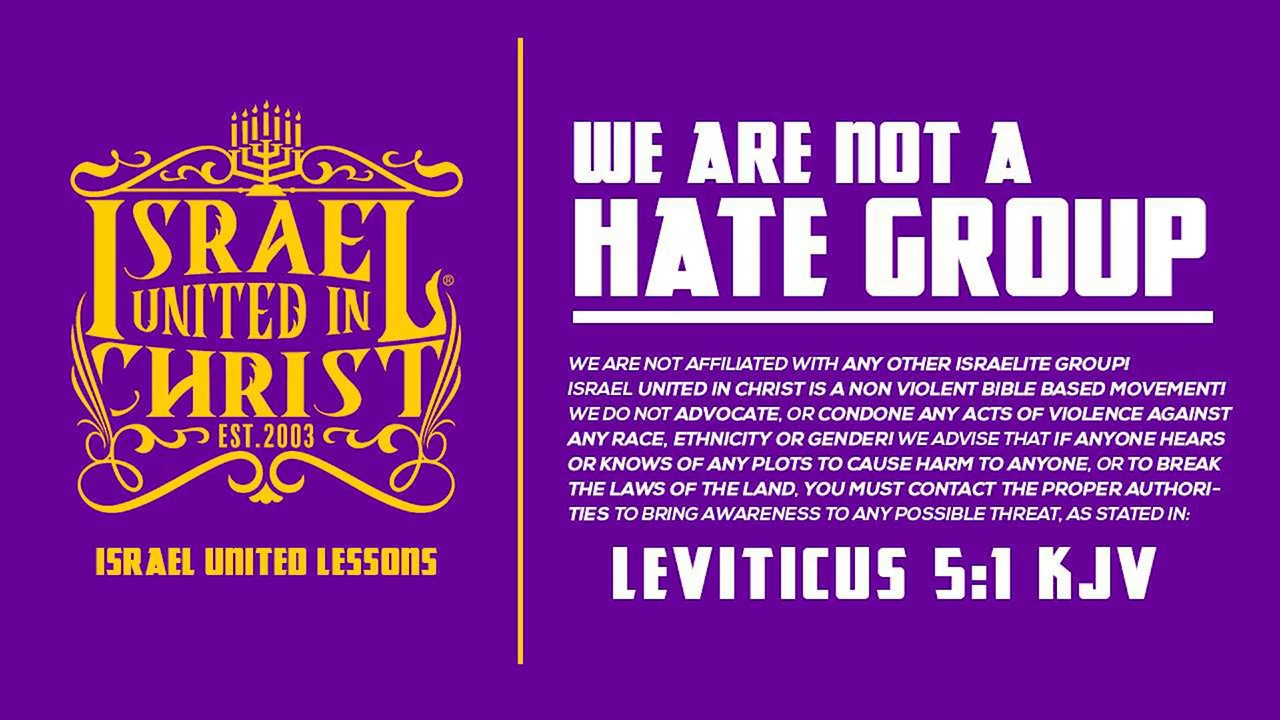 ISRAEL
UNITED IN
CHRIST
EST.2003
®
ISRAEL UNITED LESSONS
WE ARE NOT A
HATE GROUP
WE ARE NOT AFFILIATED WITH ANY OTHER ISRAELITE GROUP!
ISRAEL UNITED IN CHRIST IS A NON VIOLENT BIBLE BASED MOVEMENT!
WE DO NOT ADVOCATE, OR CONDONE ANY ACTS OF VIOLENCE AGAINST
ANY RACE, ETHNICITY OR GENDER! WE ADVISE THAT IF ANYONE HEARS
OR KNOWS OF ANY PLOTS TO CAUSE HARM TO ANYONE, OR TO BREAK
THE LAWS OF THE LAND, YOU MUST CONTACT THE PROPER AUTHORI-
TIES TO BRING AWARENESS TO ANY POSSIBLE THREAT, AS STATED IN:
LEVITICUS 5:1 KJV